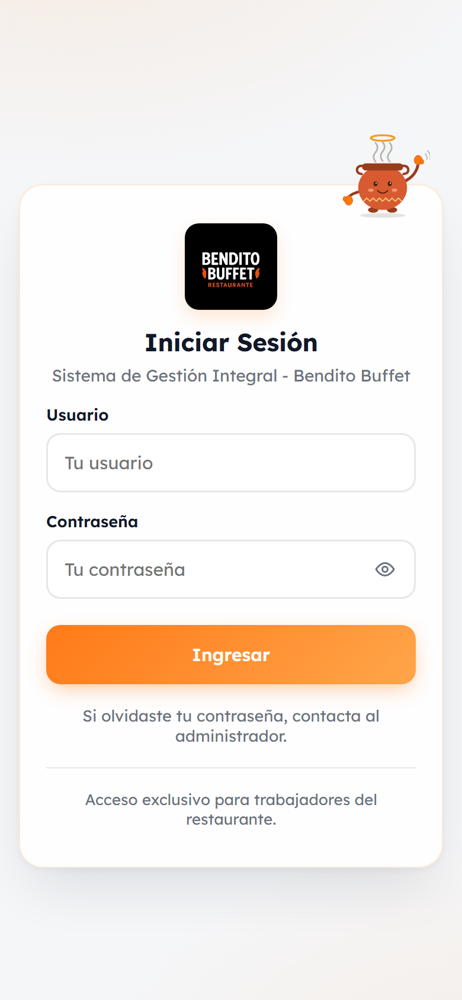 BENDITO
BUFFET
RESTAURANTE
Iniciar Sesión
Sistema de Gestión Integral - Bendito Buffet
Usuario
Tu usuario
Contraseña
Tu contraseña
Ingresar
Si olvidaste tu contraseña, contacta al
administrador.
Acceso exclusivo para trabajadores del
restaurante.